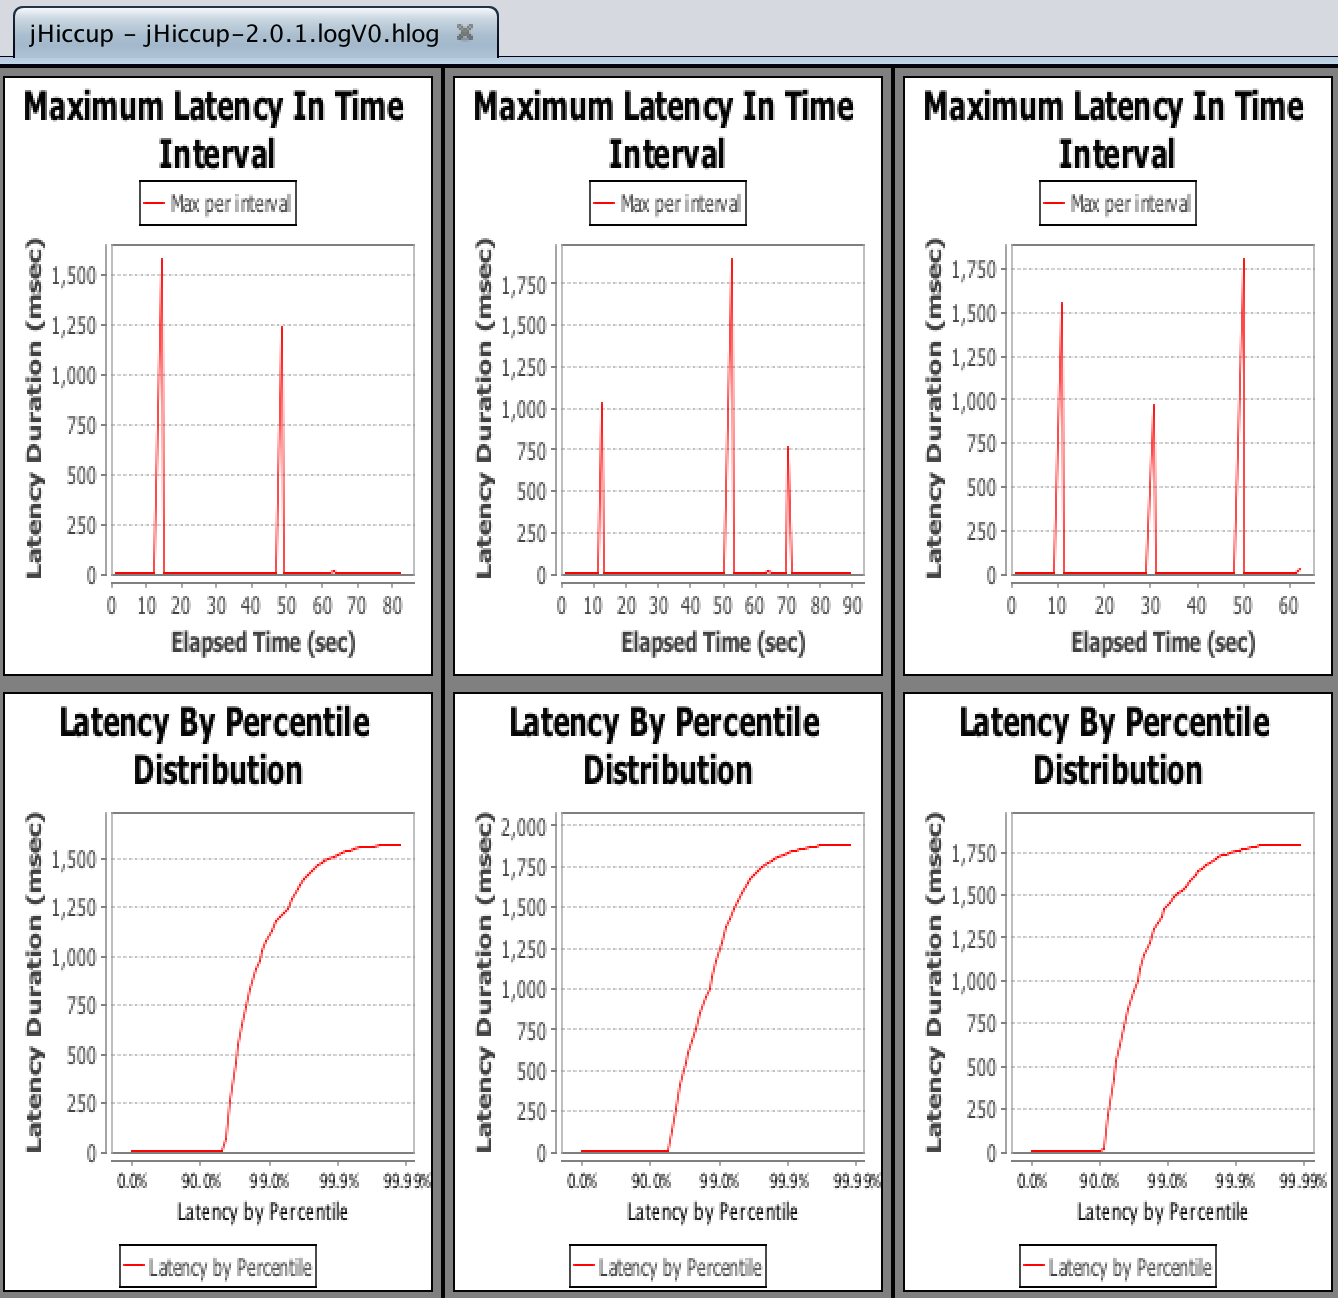 jHiccup - jHiccup-2.0.1.logV0.hlog
Maximum Latency In Time
Interval
Max per interval
Latency Duration (msec)
1,500
1,250
1,000
750
500
250
0
0 10 20 30 40 50 60 70 80
Elapsed Time (sec)
Maximum Latency In Time
Interval
Max per interval
Latency Duration (msec)
1,750
1,500
1,250
1,000
750
500
250
0
0 10 20 30 40 50 60 70 80 90
Elapsed Time (sec)
Maximum Latency In Time
Interval
Max per interval
Latency Duration (msec)
1,750
1,500
1,250
1,000
750
500
250
0
0 10 20 30 40 50 60
Elapsed Time (sec)
Latency By Percentile
Distribution
Latency Duration (msec)
1,500
1,250
1,000
750
500
250
0
0.0% 90.0% 99.0% 99.9% 99.99%
Latency by Percentile
Latency by Percentile
Latency By Percentile
Distribution
Latency Duration (msec)
2,000
1,750
1,500
1,250
1,000
750
500
250
0
0.0% 90.0% 99.0% 99.9% 99.99%
Latency by Percentile
Latency by Percentile
Latency By Percentile
Distribution
Latency Duration (msec)
1,750
1,500
1,250
1,000
750
500
250
0
0.0% 90.0% 99.0% 99.9% 99.99%
Latency by Percentile
Latency by Percentile